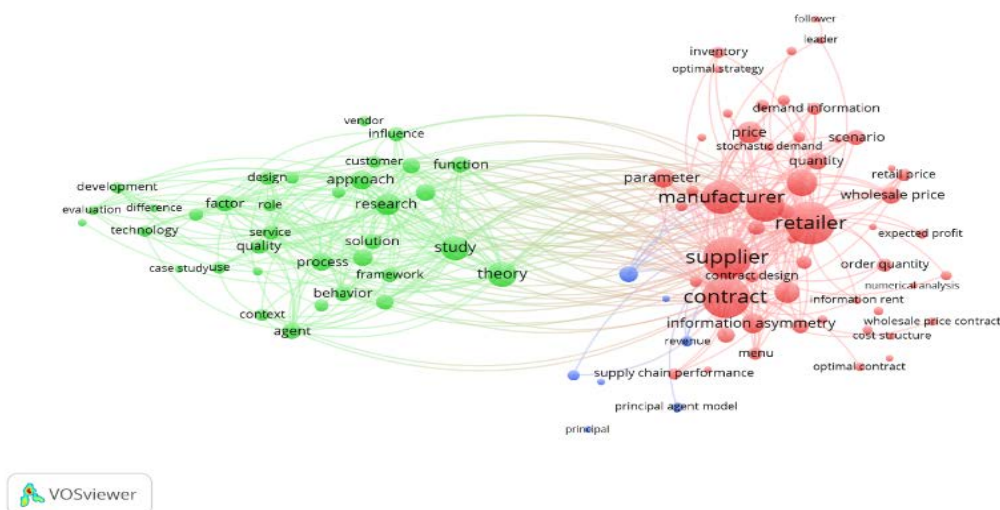 follower
leader
inventory
optimal strategy
demand information
vendor
influence
price
scenario
stochastic demand
customer
function
quantity
design
approach
parameter
retail price
development
manufacturer
wholesale price
evaluation
difference
factor
role
research
retailer
technology
service
expected profit
quality
solution
study
supplier
process
order quantity
case study
use
framework
theory
contract design
numerical analysis
behavior
contract
information rent
context
information asymmetry
wholesale price contract
agent
revenue
cost structure
menu
supply chain performance
optimal contract
principal agent model
principal
VOSviewer